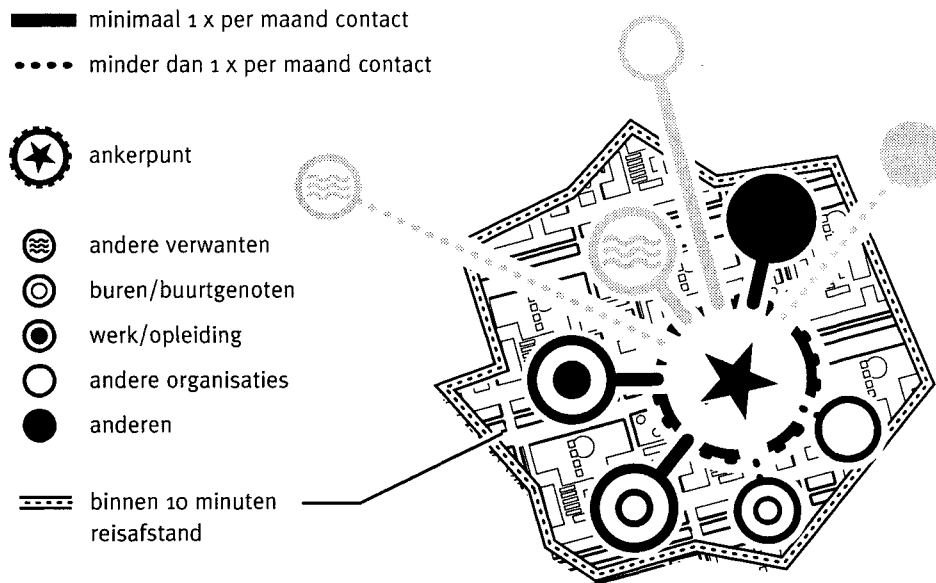 minimaal 1 x per maand contact
minder dan 1 x per maand contact
ankerpunt
andere verwanten
buren/buurtgenoten
werk/opleiding
andere organisaties
anderen
binnen 10 minuten
reisafstand